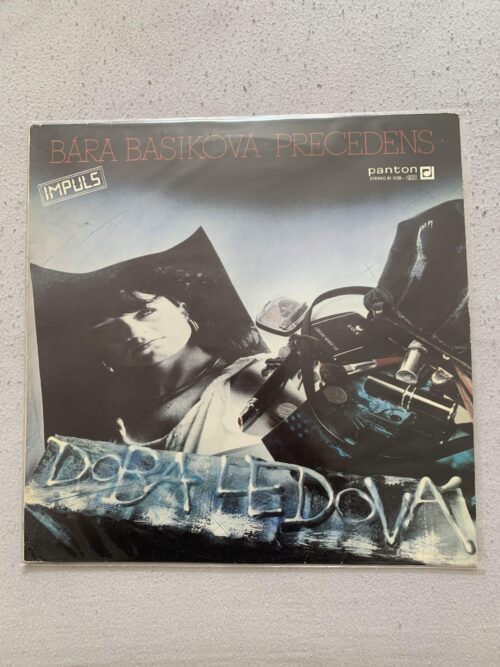 BÁRA BASIKOVÁ · PRECEDENS ·
IMPULS
panton
DOBA LEDOVÁ